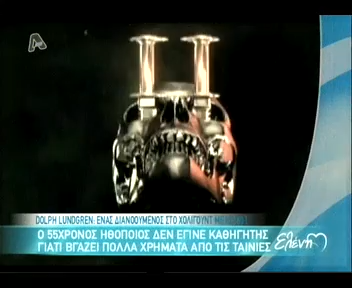 DOLPH LUNDGREN: ΕΝΑΣ ΔΙΑΝΟΟΥΜΕΝΟΣ ΣΤΟ ΧΟΛΙΓΟΥΝΤ
Ο 55ΧΡΟΝΟΣ ΗΘΟΠΟΙΟΣ ΔΕΝ ΕΓΙΝΕ ΚΑΘΗΓΗΤΗΣ
ΓΙΑΤΙ ΒΓΑΖΕΙ ΠΟΛΛΑ ΧΡΗΜΑΤΑ ΑΠΟ ΤΙΣ ΤΑΙΝΙΕΣ
Ελένη